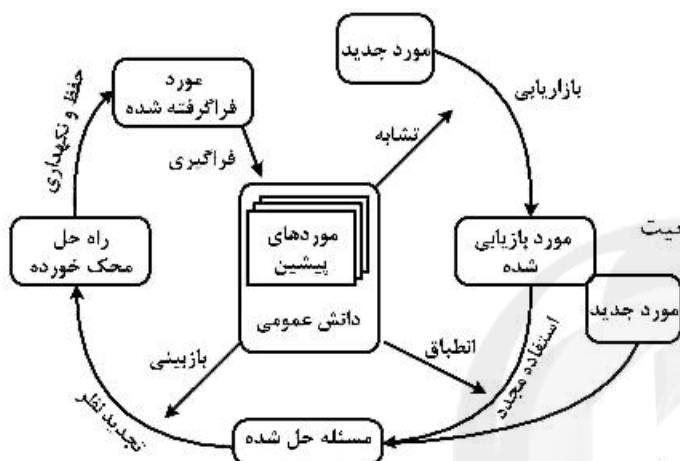 مورد جدید
بازاریابی
مورد
فراگرفته شده
حفظ و نگهداری
فراگیری
تشابه
موردهای
پیشین
دانش عمومی
مورد بازیابی
شده
مورد جدید
راه حل
محک خورده
انطباق
استفاده مجدد
بازبینی
تجدید نظر
مسئله حل شده